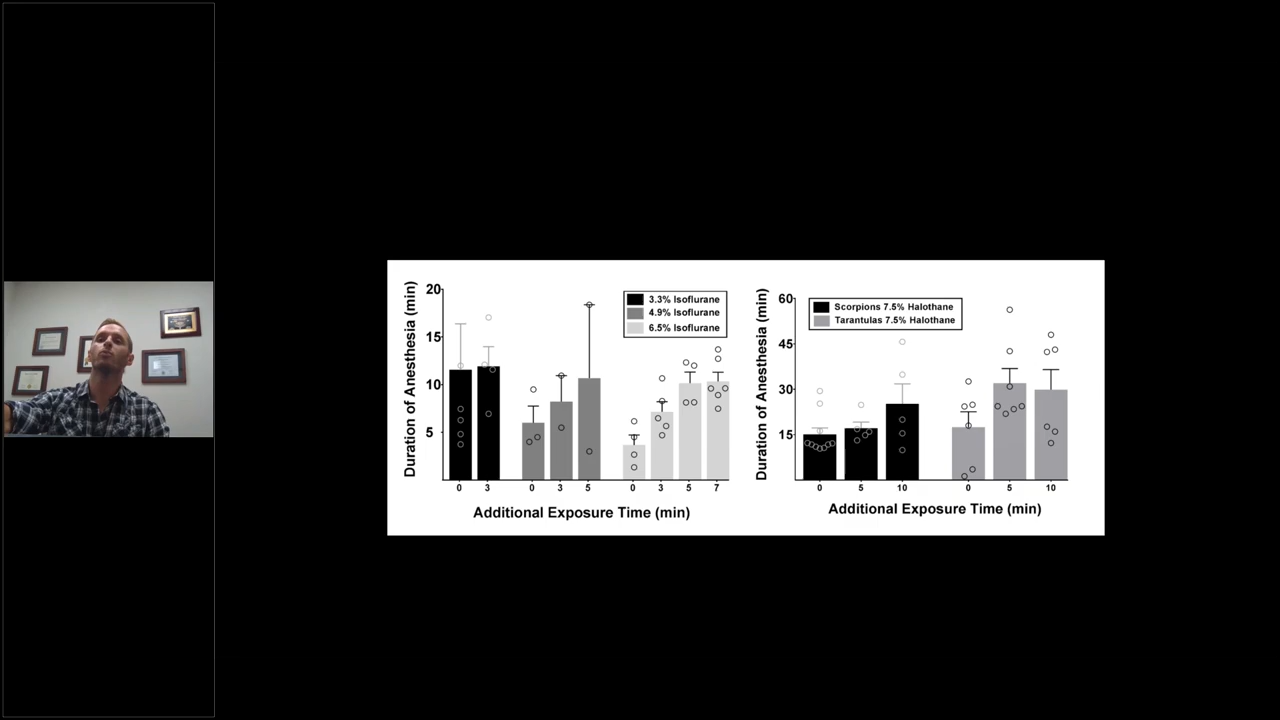 20
15
10
5
Duration of Anesthesia (min)
3.3% Isoflurane
4.9% Isoflurane
6.5% Isoflurane
0 3 0 3 5 0 3 5 7
Additional Exposure Time (min)
60
45
30
15
Duration of Anesthesia (min)
Scorpions 7.5% Halothane
Tarantulas 7.5% Halothane
0 5 10 0 5 10
Additional Exposure Time (min)